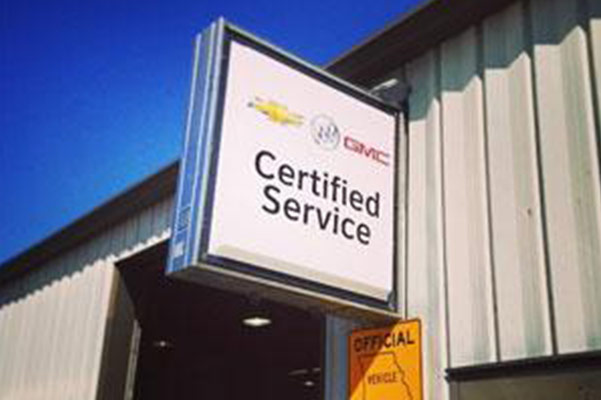 GMC
Certified
Service
OFFICIAL
VEHICLE